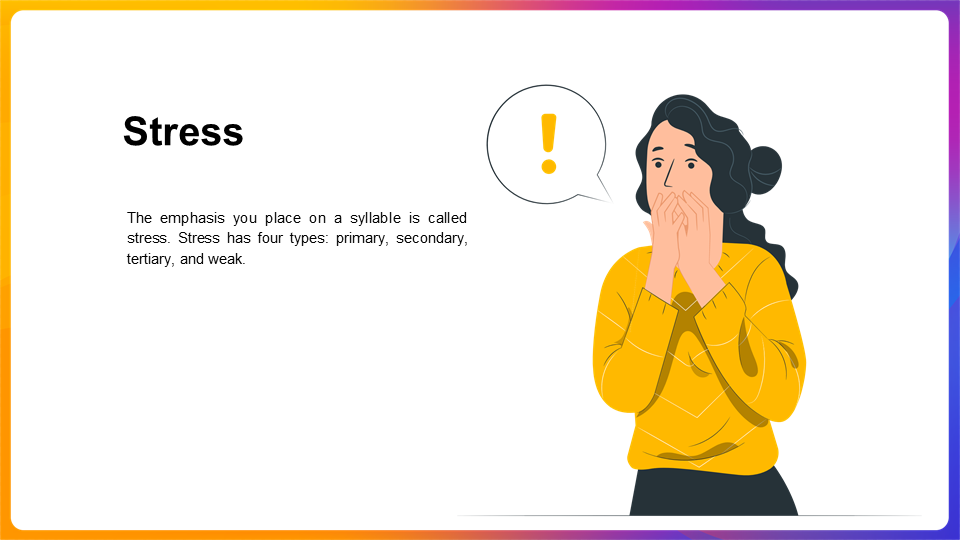 Stress
!
The emphasis you place on a syllable is called
stress. Stress has four types: primary, secondary,
tertiary, and weak.